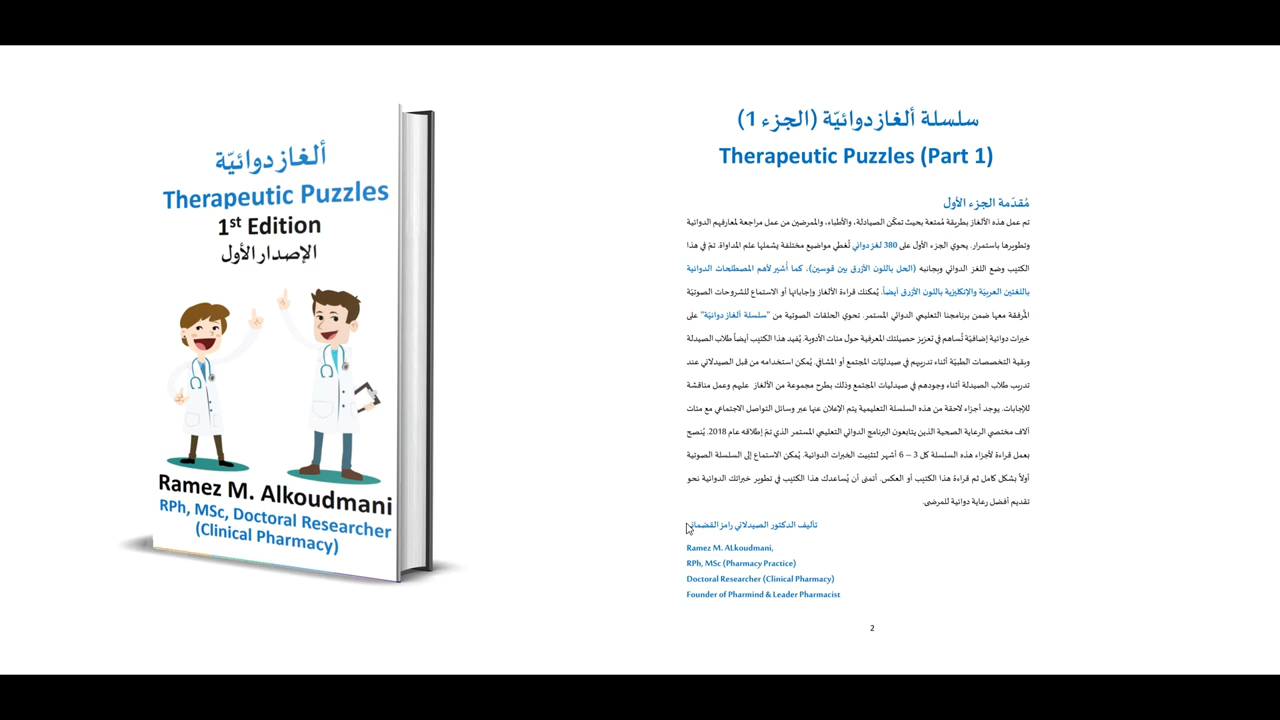 ألغاز دوائيّة
Therapeutic Puzzles
1st Edition
الإصدار الأول
Ramez M. Alkoudmani
RPh, MSc, Doctoral Researcher
(Clinical Pharmacy)
سلسلة ألغاز دوائيّة (الجزء 1)
Therapeutic Puzzles (Part 1)
مُقدّمة الجزء الأول
تم عمل هذه الألغاز بطريقة مُمتعة بحيث تمكّن الصيادلة، والأطباء، والممرضين من عمل مراجعة لمعارفهم الدوائية
وتطويرها باستمرار. يحوي الجزء الأول على 380 لغز دوائي تُغطي مواضيع مختلفة يشملها علم المداواة. تمّ في هذا
الكتيب وضع اللغز الدوائي وبجانبه (الحل باللون الأزرق بين قوسين)، كما أُشير لأهم المصطلحات الدوائية
باللغتين العربيّة والإنكليزية باللون الأزرق أيضاً. يُمكنك قراءة الألغاز وإجاباتها أو الاستماع للشروحات الصوتيّة
المُرفقة معها ضمن برنامجنا التعليمي الدوائي المستمر. تحوي الحلقات الصوتية من "سلسلة ألغاز دوائيّة" على
خبرات دوائية إضافيّة تُساهم في تعزيز حصيلتك المعرفية حول مئات الأدوية. يُفيد هذا الكتيب أيضاً طلاب الصيدلة
وبقية التخصصات الطبيّة أثناء تدريبهم في صيدليّات المجتمع أو المشافي. يُمكن استخدامه من قبل الصيدلاني عند
تدريب طلاب الصيدلة أثناء وجودهم في صيدليات المجتمع وذلك بطرح مجموعة من الألغاز عليهم وعمل مناقشة
للإجابات. يوجد أجزاء لاحقة من هذه السلسلة التعليمية يتم الإعلان عنها عبر وسائل التواصل الاجتماعي مع مئات
آلاف مختصي الرعاية الصحية الذين يتابعون البرنامج الدوائي التعليمي المستمر الذي تمّ إطلاقه عام 2018. يُنصح
بعمل قراءة لأجزاء هذه السلسلة كل 3 – 6 أشهر لتثبيت الخبرات الدوائية. يُمكن الاستماع إلى السلسلة الصوتية
أولاً بشكل كامل ثم قراءة هذا الكتيب أو العكس. أتمنى أن يُساعدك هذا الكتيب في تطوير خبراتك الدوائية نحو
تقديم أفضل رعاية دوائية للمرضى.
تأليف الدكتور الصيدلاني رامز القضماني
Ramez M. ALkoudmani,
RPh, MSc (Pharmacy Practice)
Doctoral Researcher (Clinical Pharmacy)
Founder of Pharmind & Leader Pharmacist
2